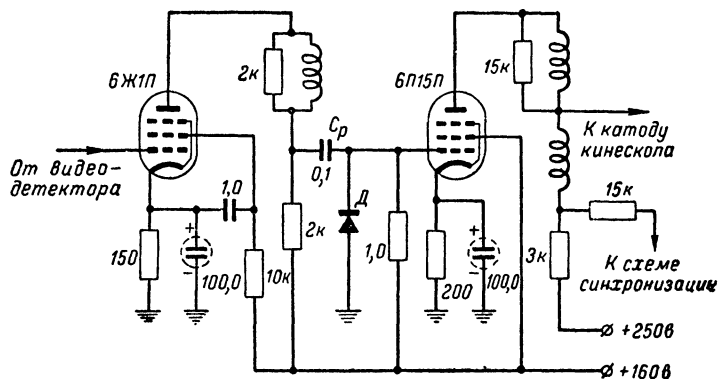 6Ж1П
2к
Ср
0,1
6П15П
15к
К катоду
кинескопа
От видео-
детектора
1,0
150
+
-
100,0
10к
2к
Д
1,0
200
+
-
100,0
15к
3к
К схеме
синхронизации
+250в
+160в